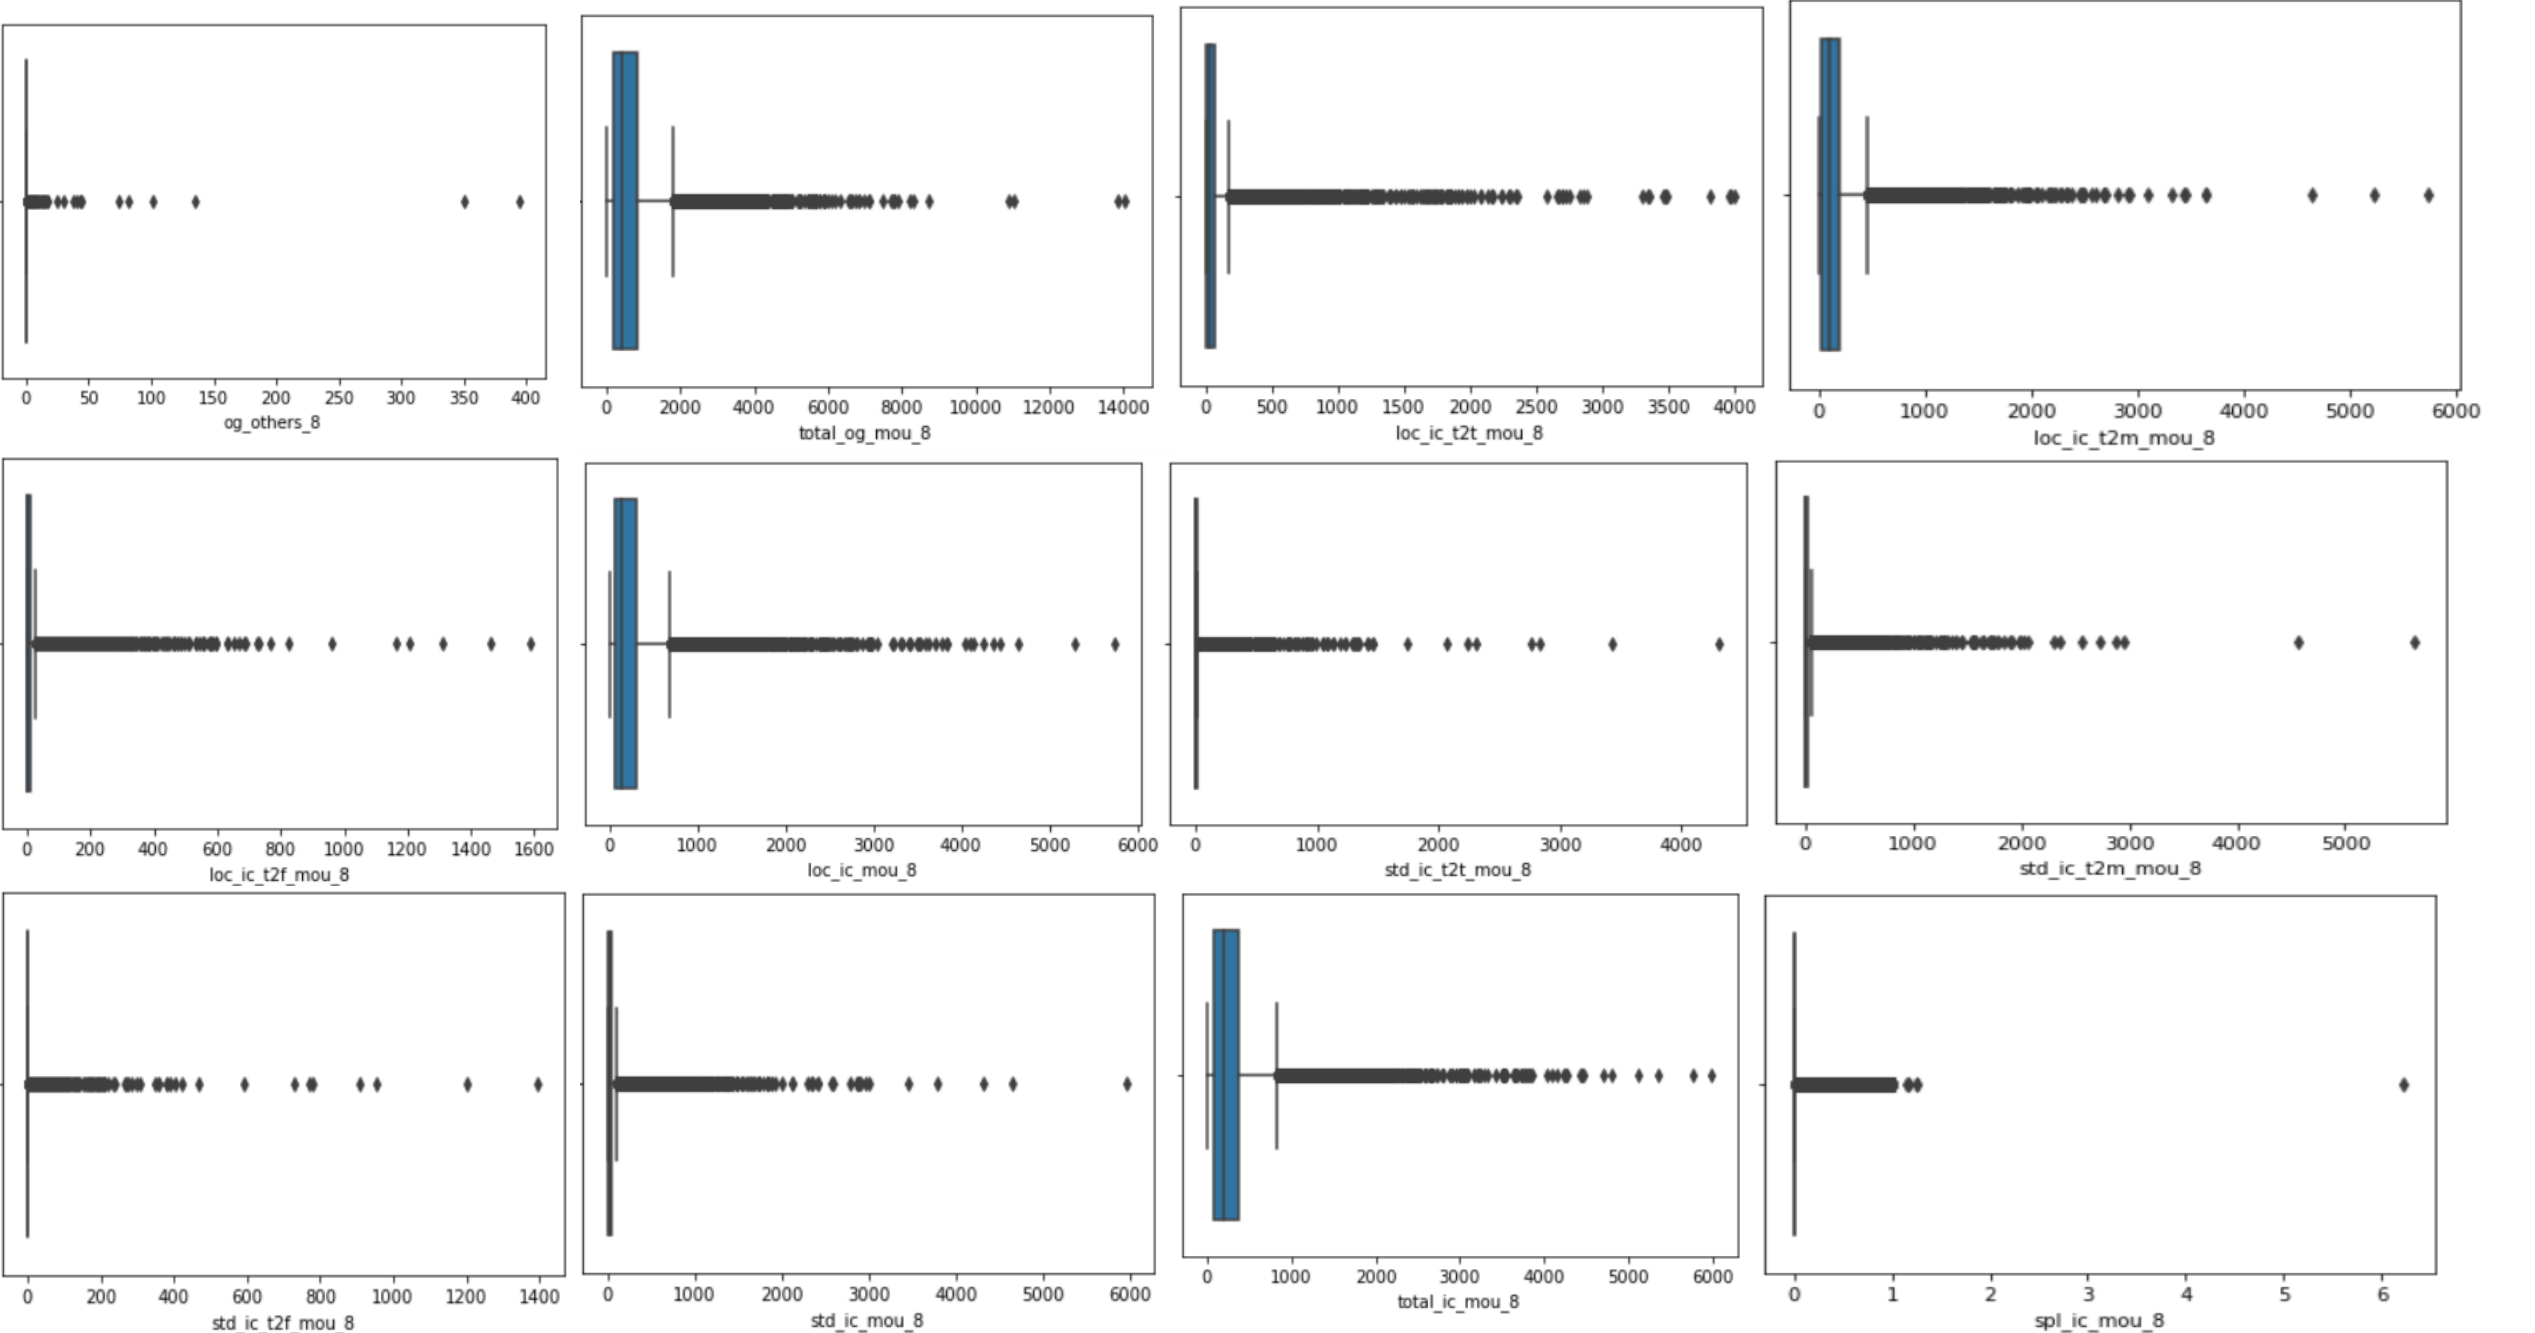 0 50 100 150 200 250 300 350 400
og_others_8
0 2000 4000 6000 8000 10000 12000 14000
total_og_mou_8
0 500 1000 1500 2000 2500 3000 3500 4000
loc_ic_t2t_mou_8
0 1000 2000 3000 4000 5000 6000
loc_ic_t2m_mou_8
0 200 400 600 800 1000 1200 1400 1600
loc_ic_t2f_mou_8
0 1000 2000 3000 4000 5000 6000
loc_ic_mou_8
0 1000 2000 3000 4000
std_ic_t2t_mou_8
0 1000 2000 3000 4000 5000
std_ic_t2m_mou_8
0 200 400 600 800 1000 1200 1400
std_ic_t2f_mou_8
0 1000 2000 3000 4000 5000 6000
std_ic_mou_8
0 1000 2000 3000 4000 5000 6000
total_ic_mou_8
0 1 2 3 4 5 6
spl_ic_mou_8